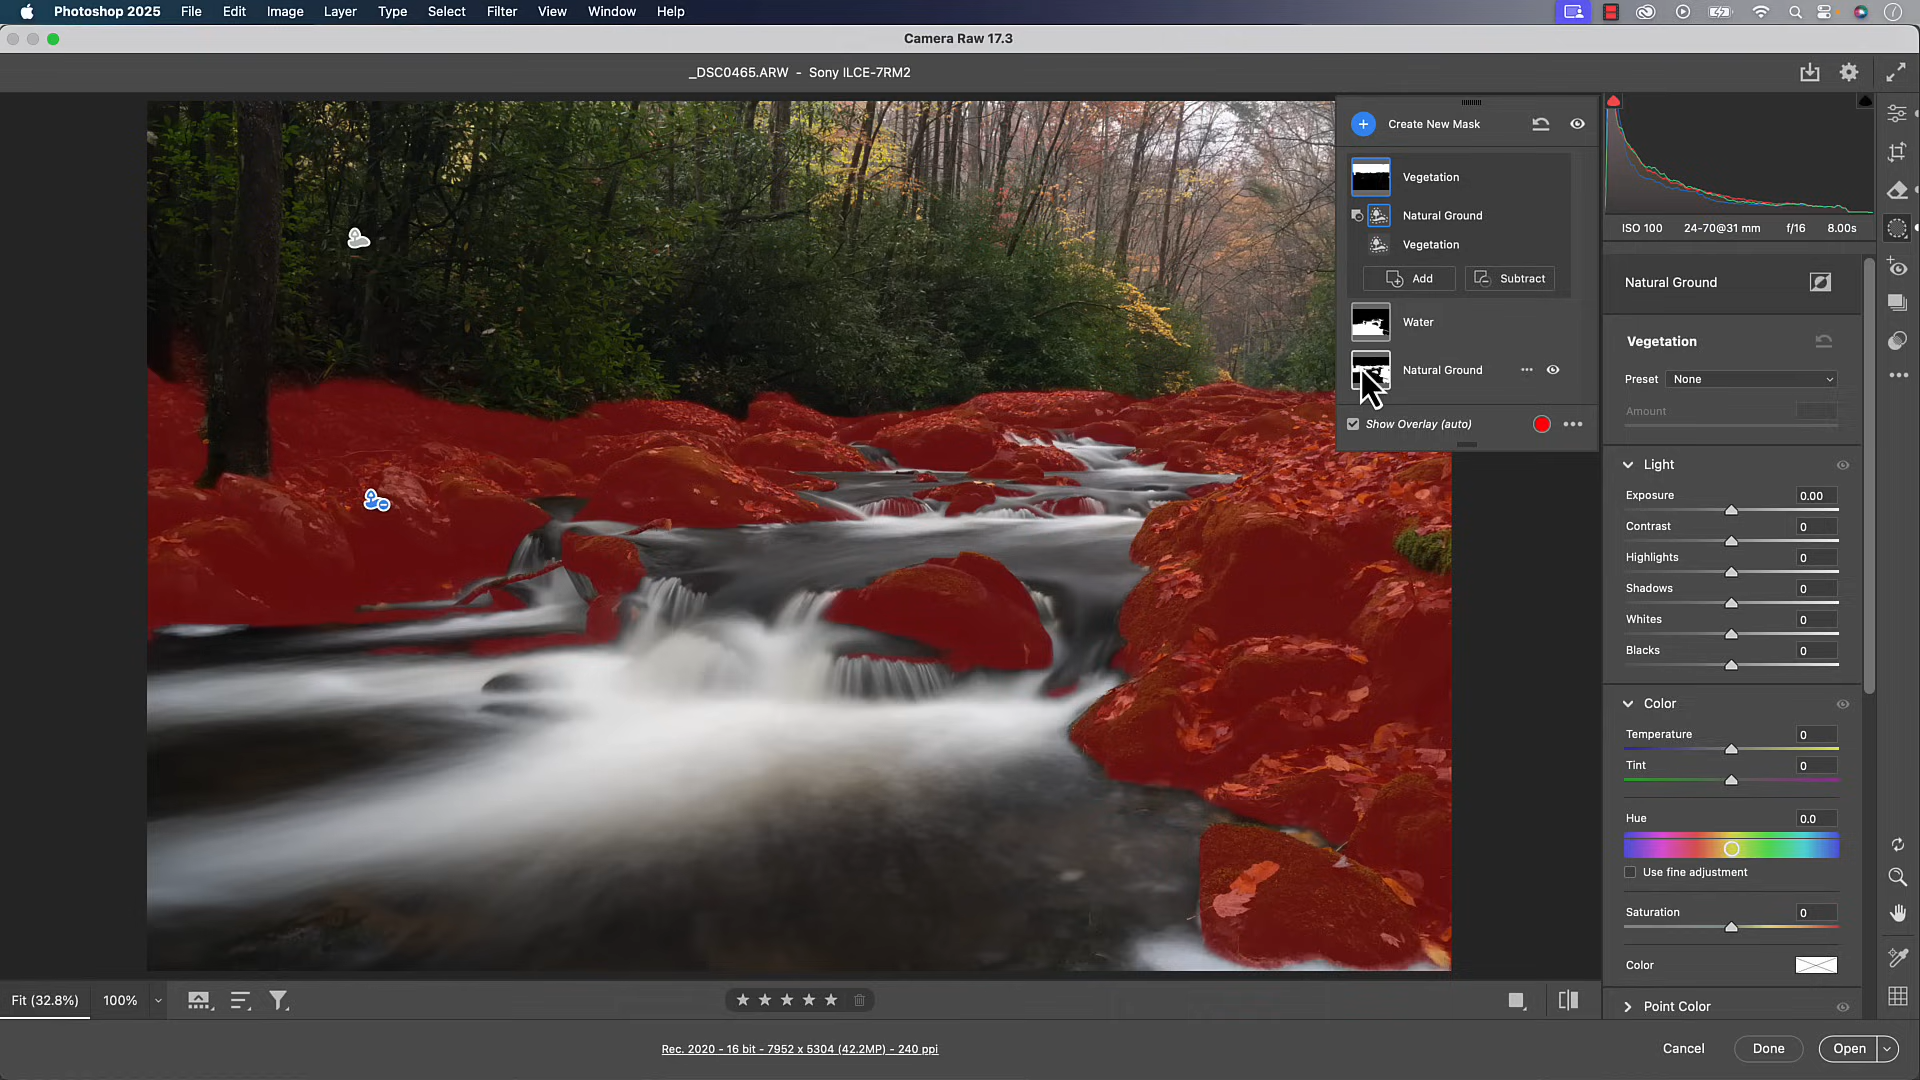 Photoshop 2025 File Edit Image Layer Type Select Filter View Window Help
Camera Raw 17.3
_DSC0465.ARW - Sony ILCE-7RM2
Create New Mask
Vegetation
Natural Ground
Vegetation
Add Subtract
Water
Natural Ground
Show Overlay (auto)
ISO 100 24-70@31 mm f/16 8.00s
Natural Ground
Vegetation
Preset None
Amount
Light
Exposure 0.00
Contrast 0
Highlights 0
Shadows 0
Whites 0
Blacks 0
Color
Temperature 0
Tint 0
Hue 0.0
Use fine adjustment
Saturation 0
Color
Point Color
Fit (32.8%) 100%
Rec. 2020 - 16 bit - 7952 x 5304 (42.2MP) - 240 ppi
Cancel Done Open